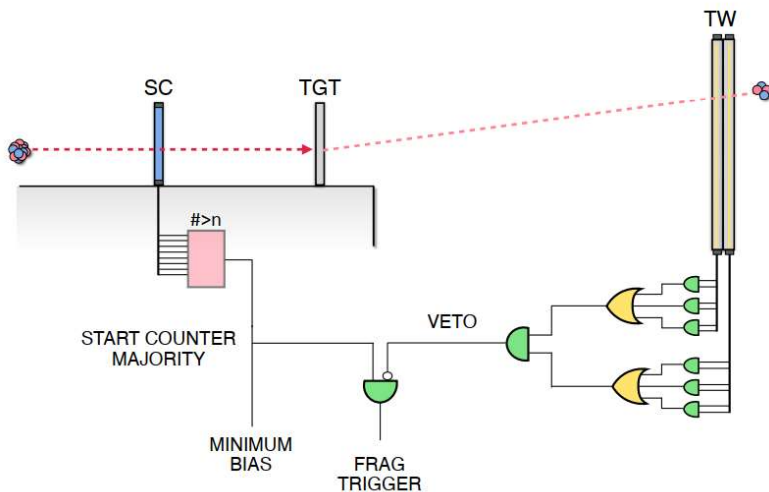 TW
SC
TGT
#>n
START COUNTER
MAJORITY
VETO
MINIMUM
BIAS
FRAG
TRIGGER